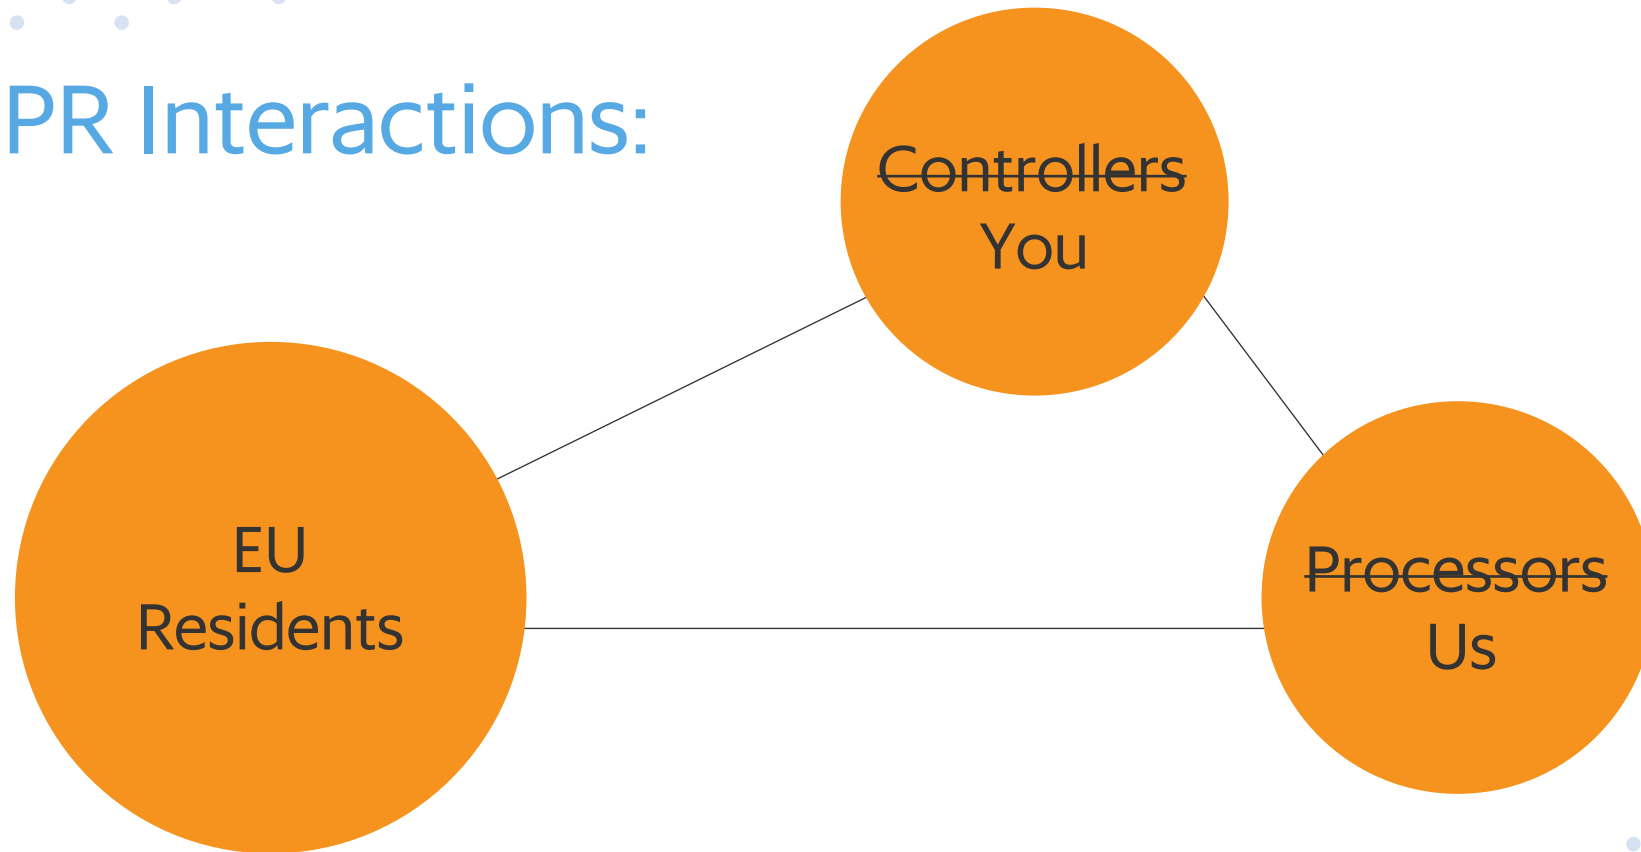 PR Interactions:
Controllers
You
EU
Residents
Processors
Us